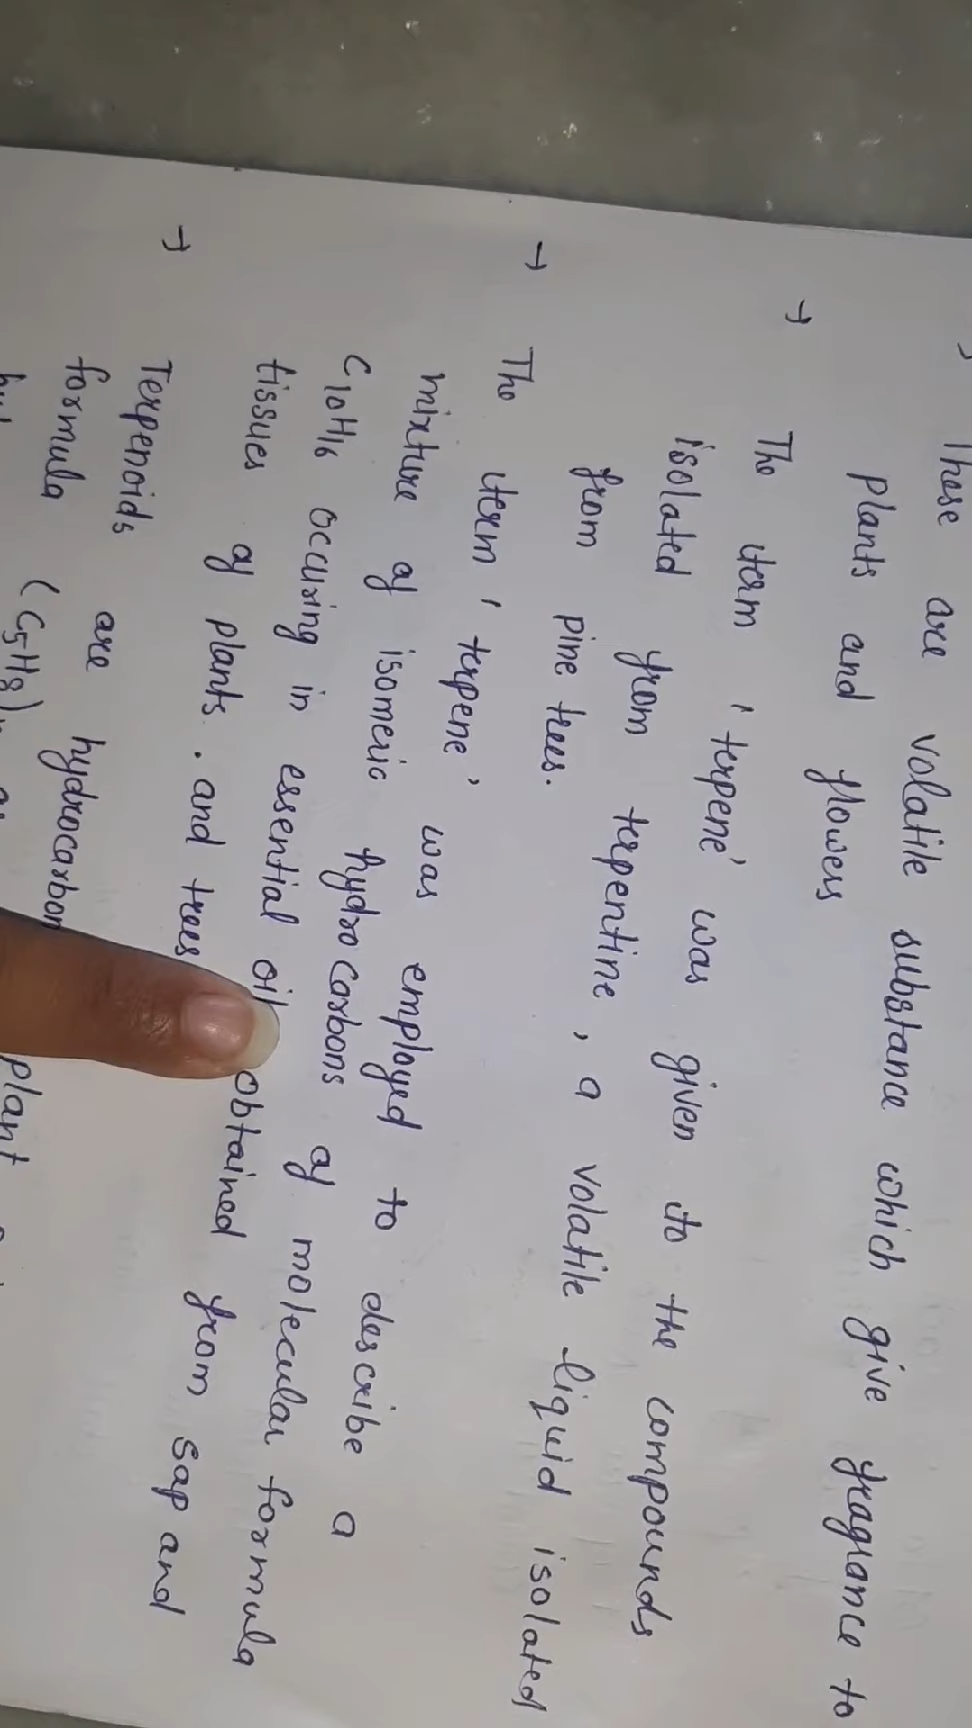 These are volatile substance which give fragrance to
plants and flowers
→ The term 'terpene' was given to the compounds
isolated from terpentine, a volatile liquid isolated
from pine trees.
→ The term 'terpene' was employed to describe a
mixture of isomeric hydrocarbons of molecular formula
C10H16 occuring in essential oil obtained from sap and
tissues of plants. and trees
→ Terpenoids are hydrocarbon plant
formula (C5H8)n